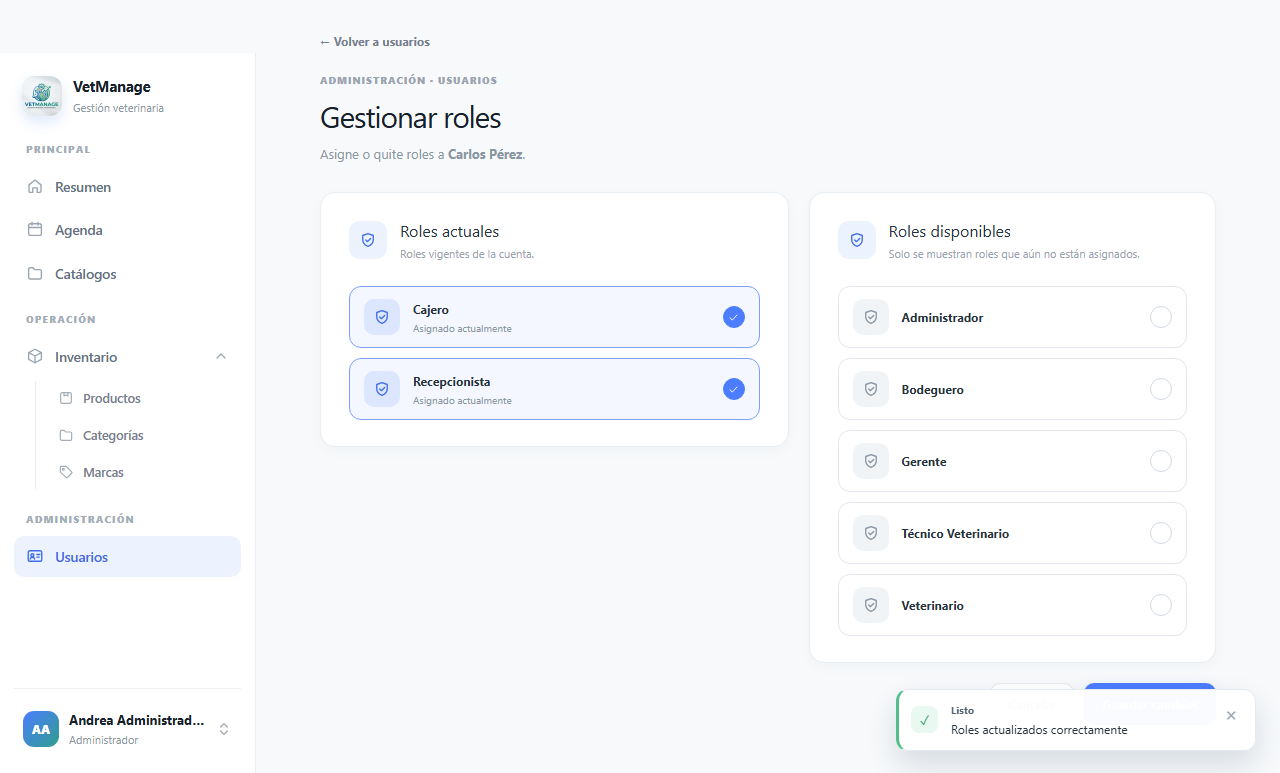 ← Volver a usuarios
VETMANAGE
VetManage
Gestión veterinaria
PRINCIPAL
Resumen
Agenda
Catálogos
OPERACIÓN
Inventario
Productos
Categorías
Marcas
ADMINISTRACIÓN
Usuarios
AA
Andrea Administrad...
Administrador
ADMINISTRACIÓN · USUARIOS
Gestionar roles
Asigne o quite roles a Carlos Pérez.
Roles actuales
Roles vigentes de la cuenta.
Cajero
Asignado actualmente
Recepcionista
Asignado actualmente
Roles disponibles
Solo se muestran roles que aún no están asignados.
Administrador
Bodeguero
Gerente
Técnico Veterinario
Veterinario
Listo
Roles actualizados correctamente